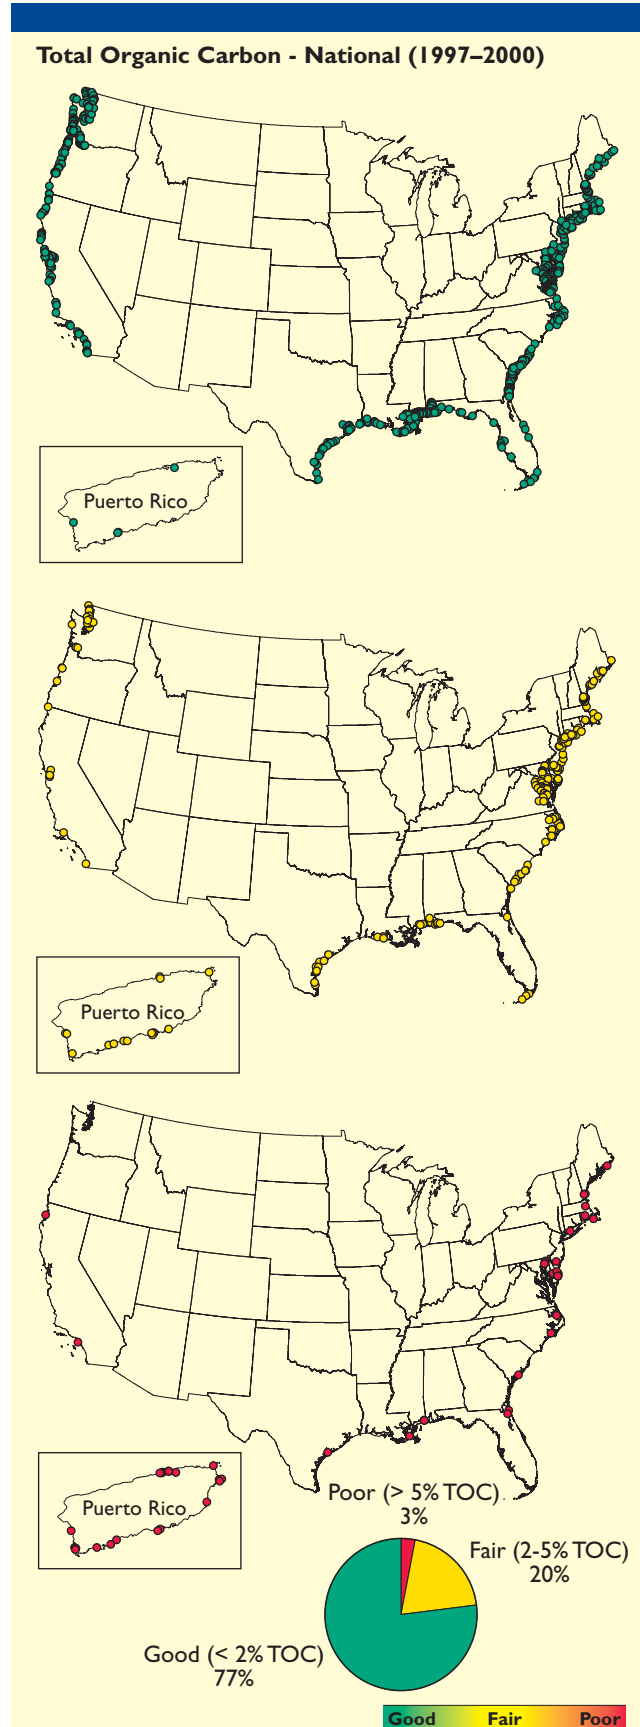 Total Organic Carbon - National (1997–2000)
Puerto Rico
Puerto Rico
Puerto Rico
Poor (> 5% TOC)
3%
Fair (2-5% TOC)
20%
Good (< 2% TOC)
77%
Good Fair Poor